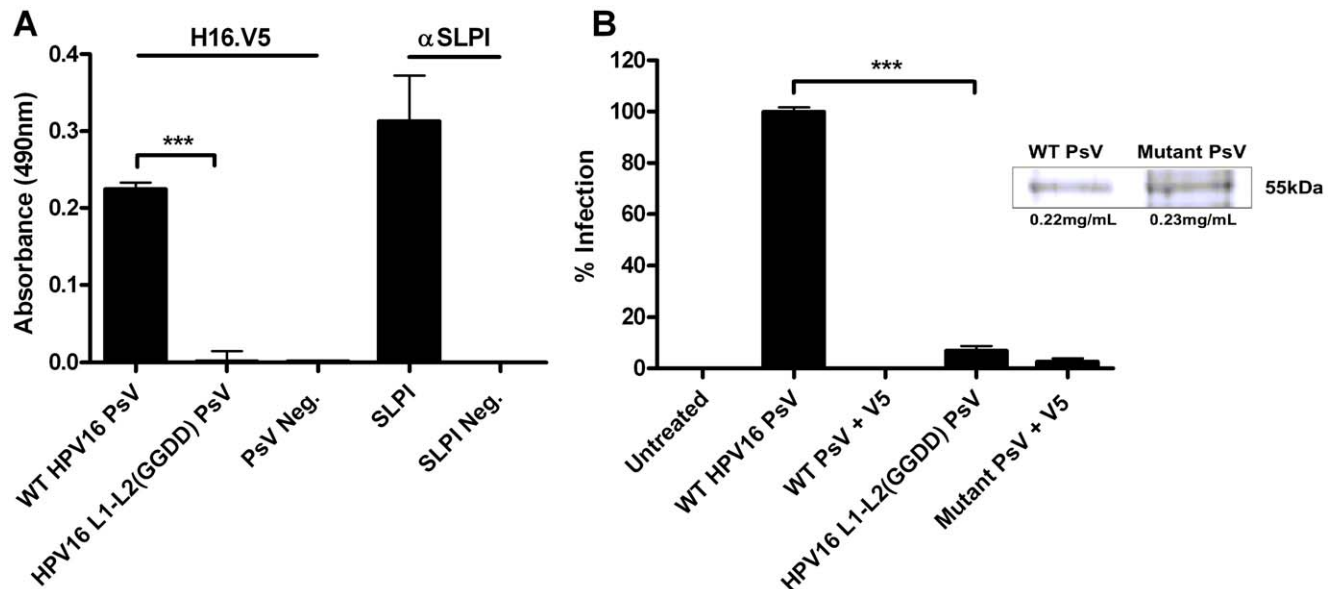 A
H16.V5
αSLPI
Absorbance (490nm)
0.4
0.3
0.2
0.1
0.0
***
WT HPV16 PsV
HPV16 L1-L2(GGDD) PsV
PsV Neg.
SLPI
SLPI Neg.
B
% Infection
120
100
80
60
40
20
0
***
Untreated
WT HPV16 PsV
WT PsV + V5
HPV16 L1-L2(GGDD) PsV
Mutant PsV + V5
WT PsV Mutant PsV
55kDa
0.22mg/mL 0.23mg/mL